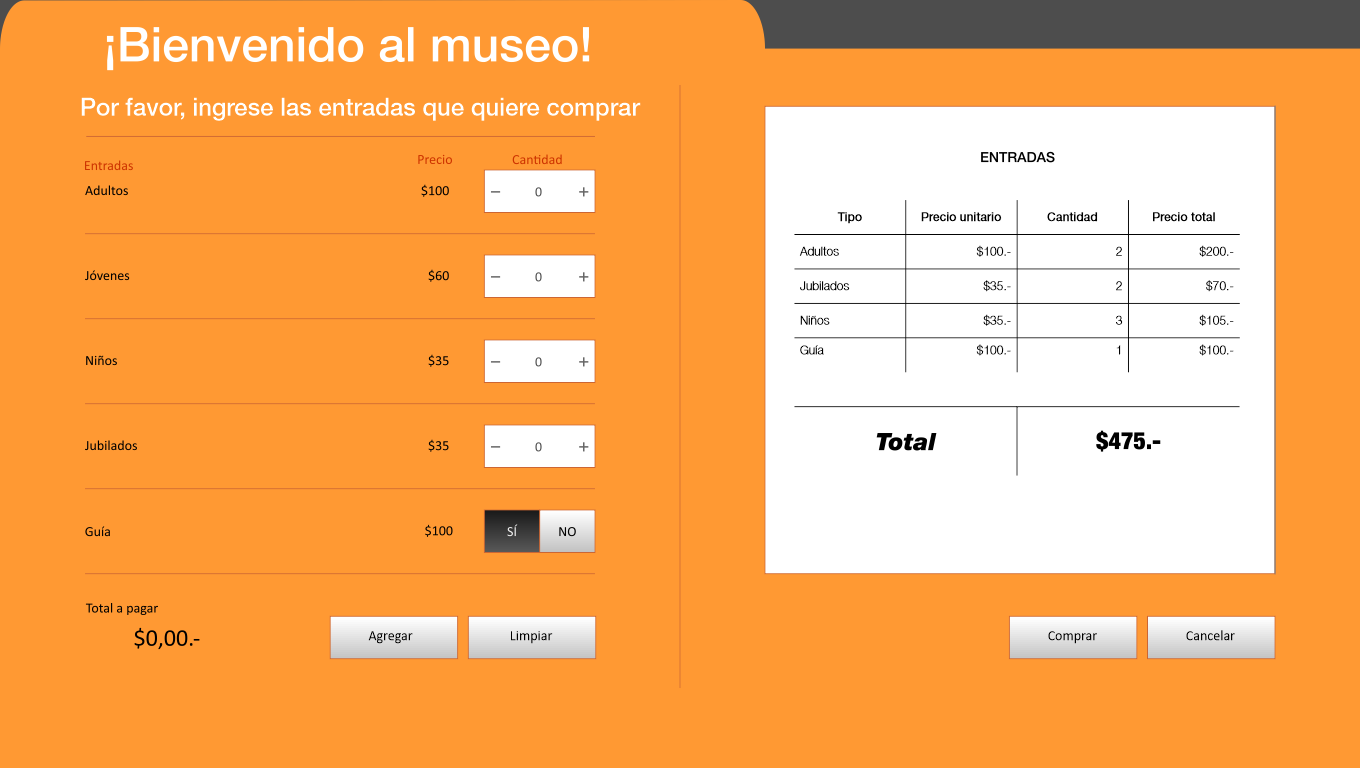 ¡Bienvenido al museo!
Por favor, ingrese las entradas que quiere comprar
Entradas Precio Cantidad
Adultos $100 − 0 +
Jóvenes $60 − 0 +
Niños $35 − 0 +
Jubilados $35 − 0 +
Guía $100 SÍ NO
Total a pagar
$0,00.-
Agregar Limpiar
ENTRADAS
Tipo Precio unitario Cantidad Precio total
Adultos $100.- 2 $200.-
Jubilados $35.- 2 $70.-
Niños $35.- 3 $105.-
Guía $100.- 1 $100.-
Total $475.-
Comprar Cancelar